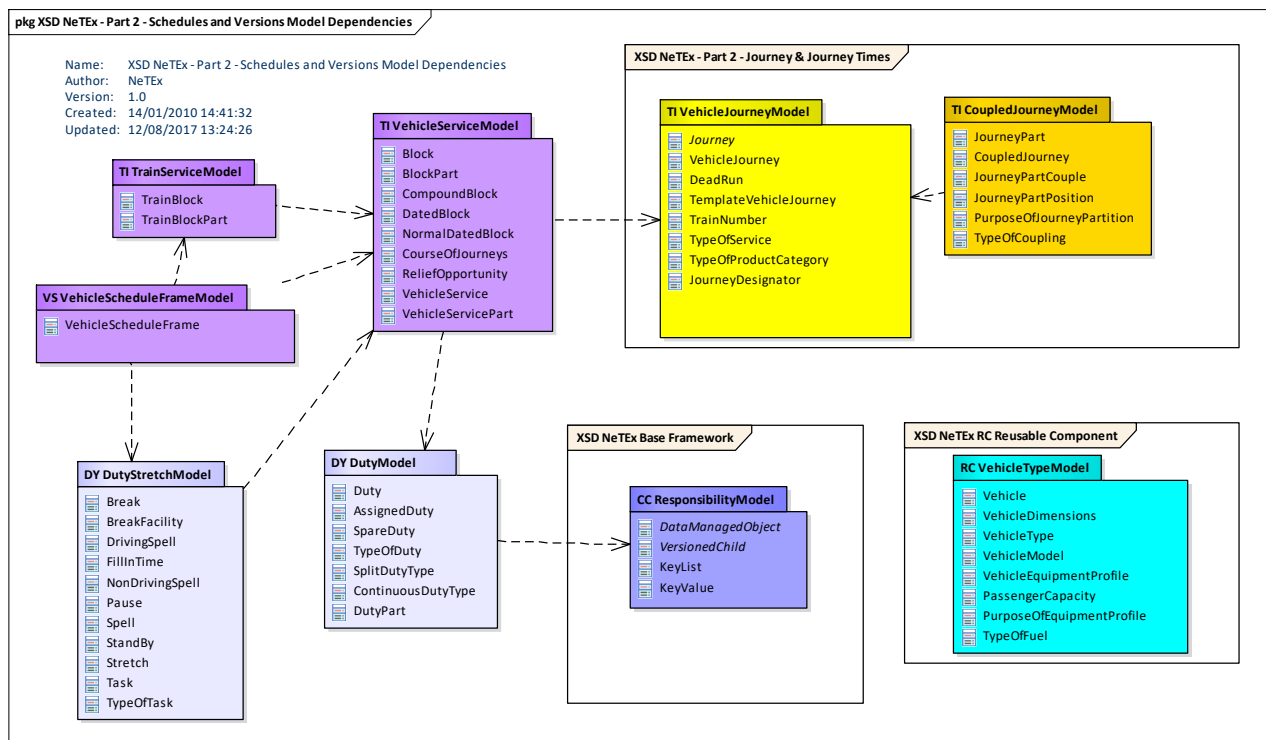 pkg XSD NeTEx - Part 2 - Schedules and Versions Model Dependencies
Name: XSD NeTEx - Part 2 - Schedules and Versions Model Dependencies
Author: NeTEx
Version: 1.0
Created: 14/01/2010 14:41:32
Updated: 12/08/2017 13:24:26
TI TrainServiceModel
TrainBlock
TrainBlockPart
VS VehicleScheduleFrameModel
VehicleScheduleFrame
TI VehicleServiceModel
Block
BlockPart
CompoundBlock
DatedBlock
NormalDatedBlock
CourseOfJourneys
ReliefOpportunity
VehicleService
VehicleServicePart
XSD NeTEx - Part 2 - Journey & Journey Times
TI VehicleJourneyModel
Journey
VehicleJourney
DeadRun
TemplateVehicleJourney
TrainNumber
TypeOfService
TypeOfProductCategory
JourneyDesignator
TI CoupledJourneyModel
JourneyPart
CoupledJourney
JourneyPartCouple
JourneyPartPosition
PurposeOfJourneyPartition
TypeOfCoupling
DY DutyStretchModel
Break
BreakFacility
DrivingSpell
FillInTime
NonDrivingSpell
Pause
Spell
StandBy
Stretch
Task
TypeOfTask
DY DutyModel
Duty
AssignedDuty
SpareDuty
TypeOfDuty
SplitDutyType
ContinuousDutyType
DutyPart
XSD NeTEx Base Framework
CC ResponsibilityModel
DataManagedObject
VersionedChild
KeyList
KeyValue
XSD NeTEx RC Reusable Component
RC VehicleTypeModel
Vehicle
VehicleDimensions
VehicleType
VehicleModel
VehicleEquipmentProfile
PassengerCapacity
PurposeOfEquipmentProfile
TypeOfFuel